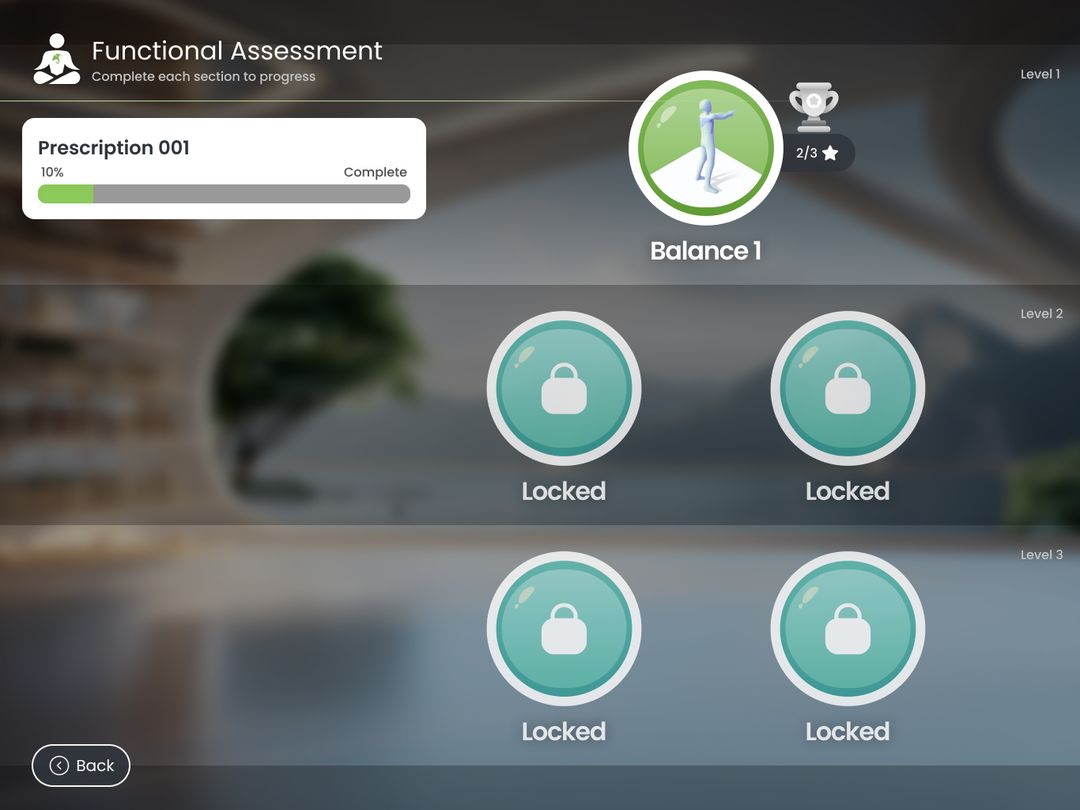 Functional Assessment
Complete each section to progress
Level 1
Prescription 001
10% Complete
2/3
Balance 1
Level 2
Locked Locked
Level 3
Locked Locked
Back